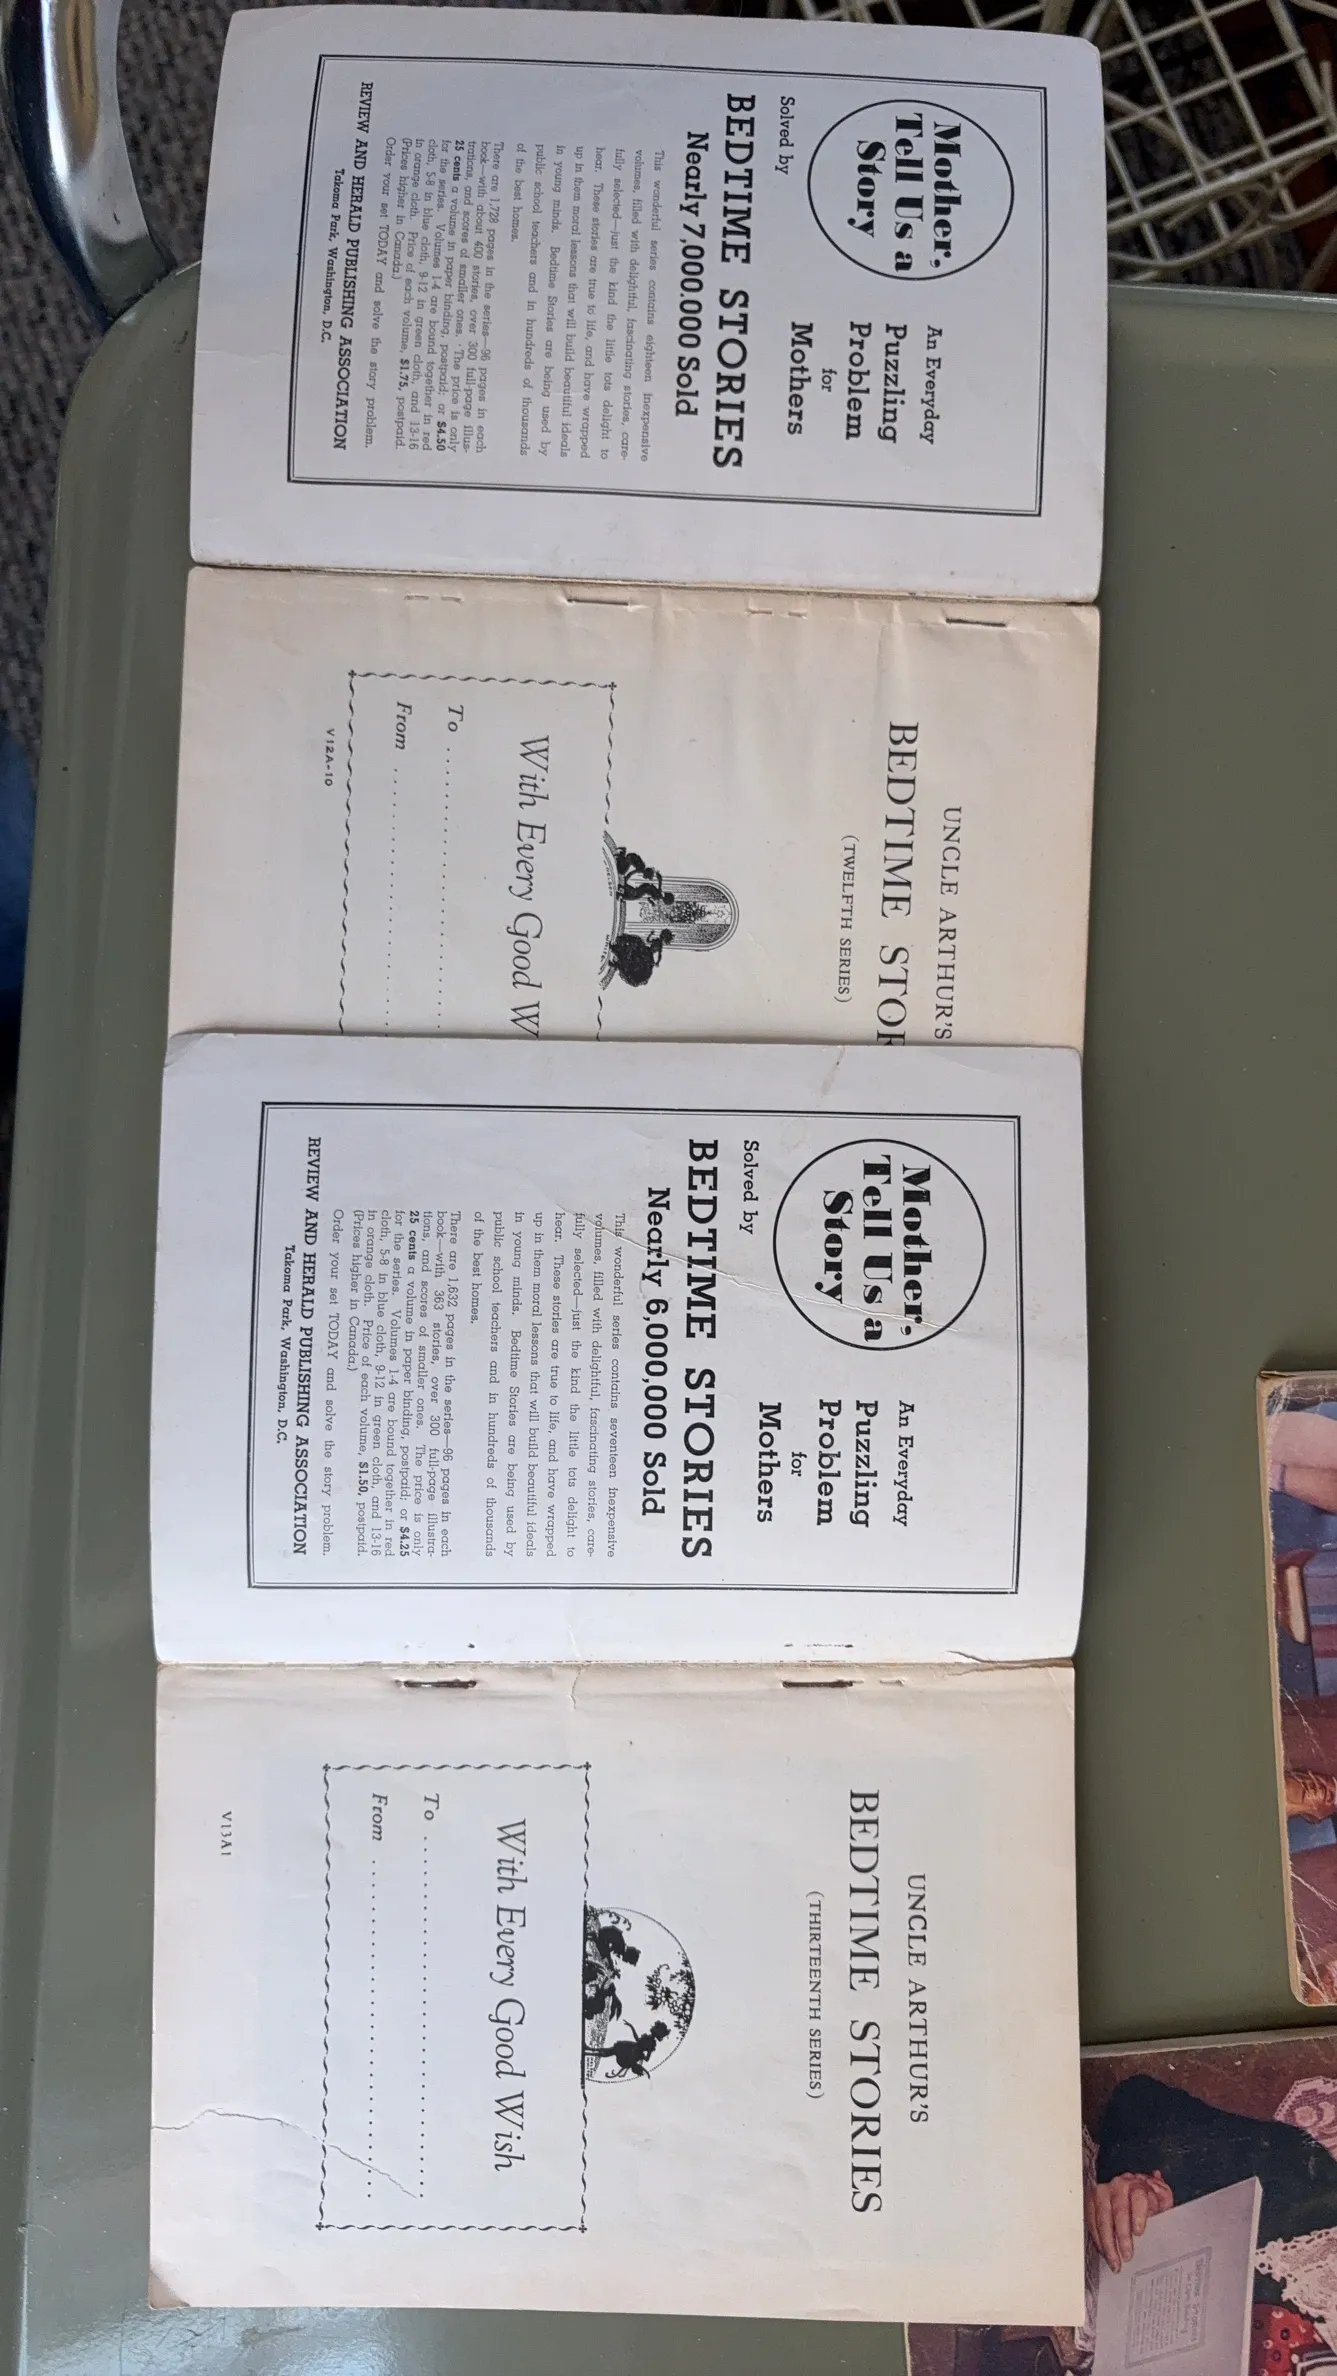 Mother,
Tell Us a
Story
An Everyday
Puzzling
Problem
for
Mothers
Solved by
BEDTIME STORIES
Nearly 7,000.000 Sold
This wonderful series contains eighteen inexpensive
volumes, filled with delightful, fascinating stories, care-
fully selected—just the kind the little tots delight to
hear. These stories are true to life, and have wrapped
up in them moral lessons that will build beautiful ideals
in young minds. Bedtime Stories are being used by
public school teachers and in hundreds of thousands
of the best homes.
There are 1,728 pages in the series—96 pages in each
book—with about 400 stories, over 300 full-page illus-
trations, and scores of smaller ones. The price is only
25 cents a volume in paper binding, postpaid; or $4.50
for the series. Volumes 1-4 are bound together in red
cloth, 5-8 in blue cloth, 9-12 in green cloth, and 13-16
in orange cloth. Price of each volume, $1.75, postpaid.
(Prices higher in Canada.)
Order your set TODAY and solve the story problem.
REVIEW AND HERALD PUBLISHING ASSOCIATION
Takoma Park, Washington, D.C.
UNCLE ARTHUR'S
BEDTIME STOR
(TWELFTH SERIES)
With Every Good W
To
From
V12A-10
Mother,
Tell Us a
Story
An Everyday
Puzzling
Problem
for
Mothers
Solved by
BEDTIME STORIES
Nearly 6,000,000 Sold
This wonderful series contains seventeen inexpensive
volumes, filled with delightful, fascinating stories, care-
fully selected—just the kind the little tots delight to
hear. These stories are true to life, and have wrapped
up in them moral lessons that will build beautiful ideals
in young minds. Bedtime Stories are being used by
public school teachers and in hundreds of thousands
of the best homes.
There are 1,632 pages in the series—96 pages in each
book—with 363 stories, over 300 full-page illustra-
tions, and scores of smaller ones. The price is only
25 cents a volume in paper binding, postpaid; or $4.25
for the series. Volumes 1-4 are bound together in red
cloth, 5-8 in blue cloth, 9-12 in green cloth, and 13-16
in orange cloth. Price of each volume, $1.50, postpaid.
(Prices higher in Canada.)
Order your set TODAY and solve the story problem.
REVIEW AND HERALD PUBLISHING ASSOCIATION
Takoma Park, Washington, D.C.
UNCLE ARTHUR'S
BEDTIME STORIES
(THIRTEENTH SERIES)
With Every Good Wish
To
From
V13A1